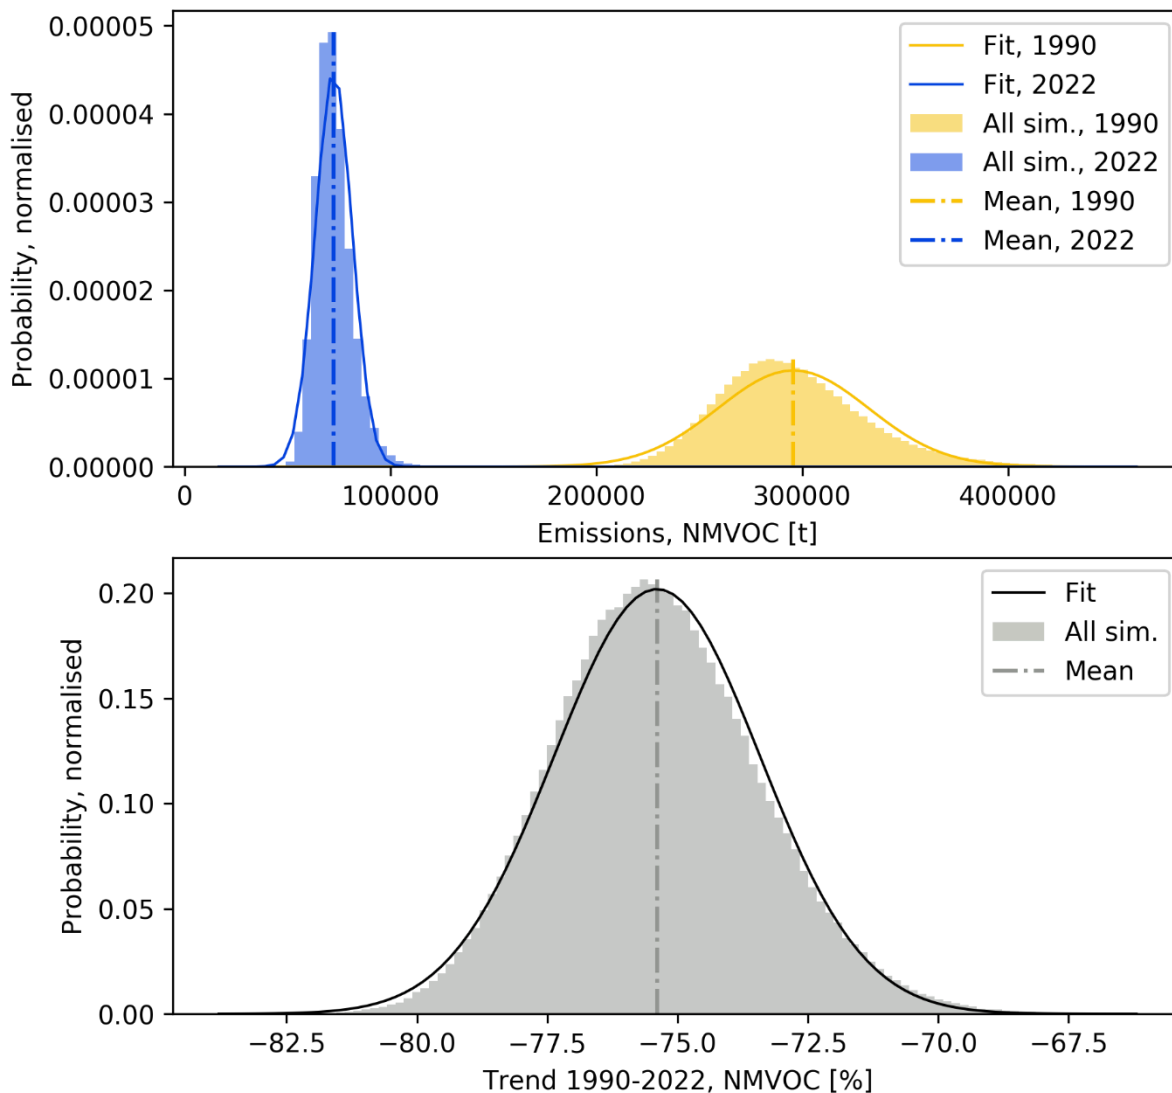 0.00005
0.00004
0.00003
0.00002
0.00001
0.00000
Probability, normalised
Fit, 1990
Fit, 2022
All sim., 1990
All sim., 2022
Mean, 1990
Mean, 2022
0 100000 200000 300000 400000
Emissions, NMVOC [t]
0.20
0.15
0.10
0.05
0.00
Probability, normalised
Fit
All sim.
Mean
−82.5 −80.0 −77.5 −75.0 −72.5 −70.0 −67.5
Trend 1990-2022, NMVOC [%]